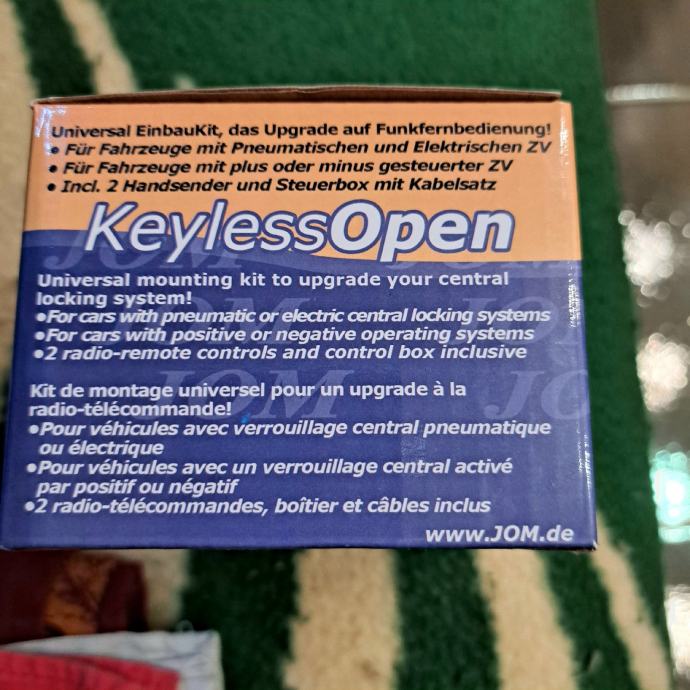 Universal EinbauKit, das Upgrade auf Funkfernbedienung!
• Für Fahrzeuge mit Pneumatischen und Elektrischen ZV
• Für Fahrzeuge mit plus oder minus gesteuerter ZV
• Incl. 2 Handsender und Steuerbox mit Kabelsatz
KeylessOpen
Universal mounting kit to upgrade your central
locking system!
•For cars with pneumatic or electric central locking systems
•For cars with positive or negative operating systems
•2 radio-remote controls and control box inclusive
Kit de montage universel pour un upgrade à la
radio-télécommande!
•Pour véhicules avec verrouillage central pneumatique
ou électrique
•Pour véhicules avec un verrouillage central activé
par positif ou négatif
•2 radio-télécommandes, boîtier et câbles inclus
www.JOM.de